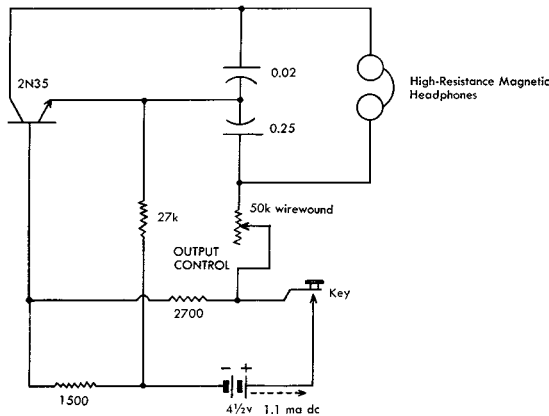 2N35
0.02
High-Resistance Magnetic
Headphones
0.25
27k
50k wirewound
OUTPUT
CONTROL
2700
Key
1500
− +
4½v 1.1 ma dc